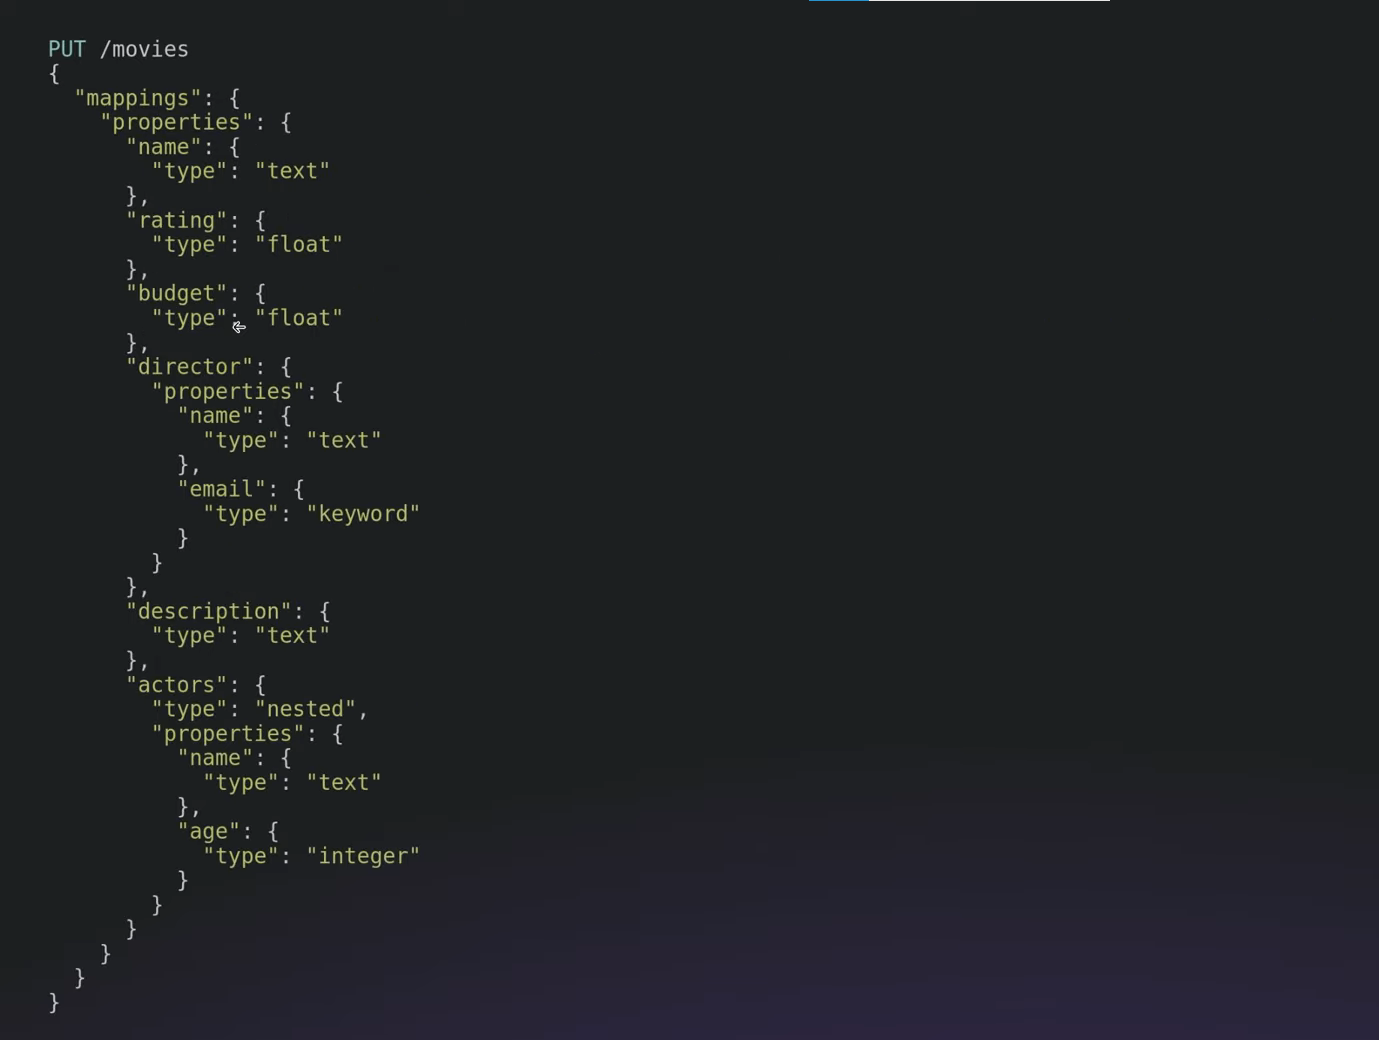 PUT /movies
{
  "mappings": {
    "properties": {
      "name": {
        "type": "text"
      },
      "rating": {
        "type": "float"
      },
      "budget": {
        "type": "float"
      },
      "director": {
        "properties": {
          "name": {
            "type": "text"
          },
          "email": {
            "type": "keyword"
          }
        }
      },
      "description": {
        "type": "text"
      },
      "actors": {
        "type": "nested",
        "properties": {
          "name": {
            "type": "text"
          },
          "age": {
            "type": "integer"
          }
        }
      }
    }
  }
}